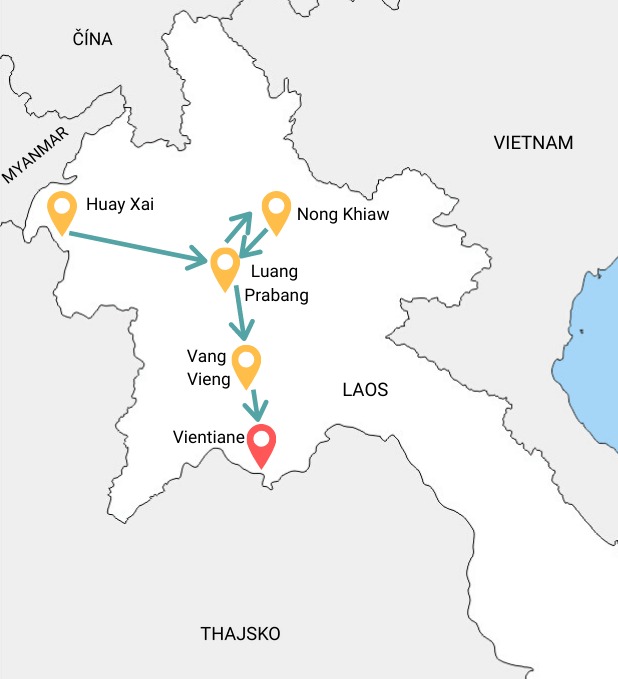 ČÍNA
MYANMAR
VIETNAM
Huay Xai
Nong Khiaw
Luang
Prabang
Vang
Vieng
LAOS
Vientiane
THAJSKO